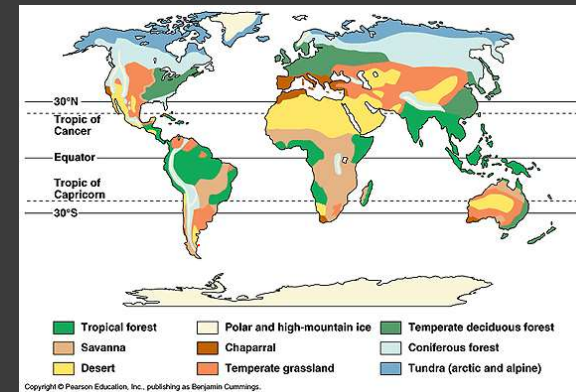 30°N
Tropic of
Cancer
Equator
Tropic of
Capricorn
30°S
Tropical forest
Savanna
Desert
Polar and high-mountain ice
Chaparral
Temperate grassland
Temperate deciduous forest
Coniferous forest
Tundra (arctic and alpine)
Copyright © Pearson Education, Inc., publishing as Benjamin Cummings.